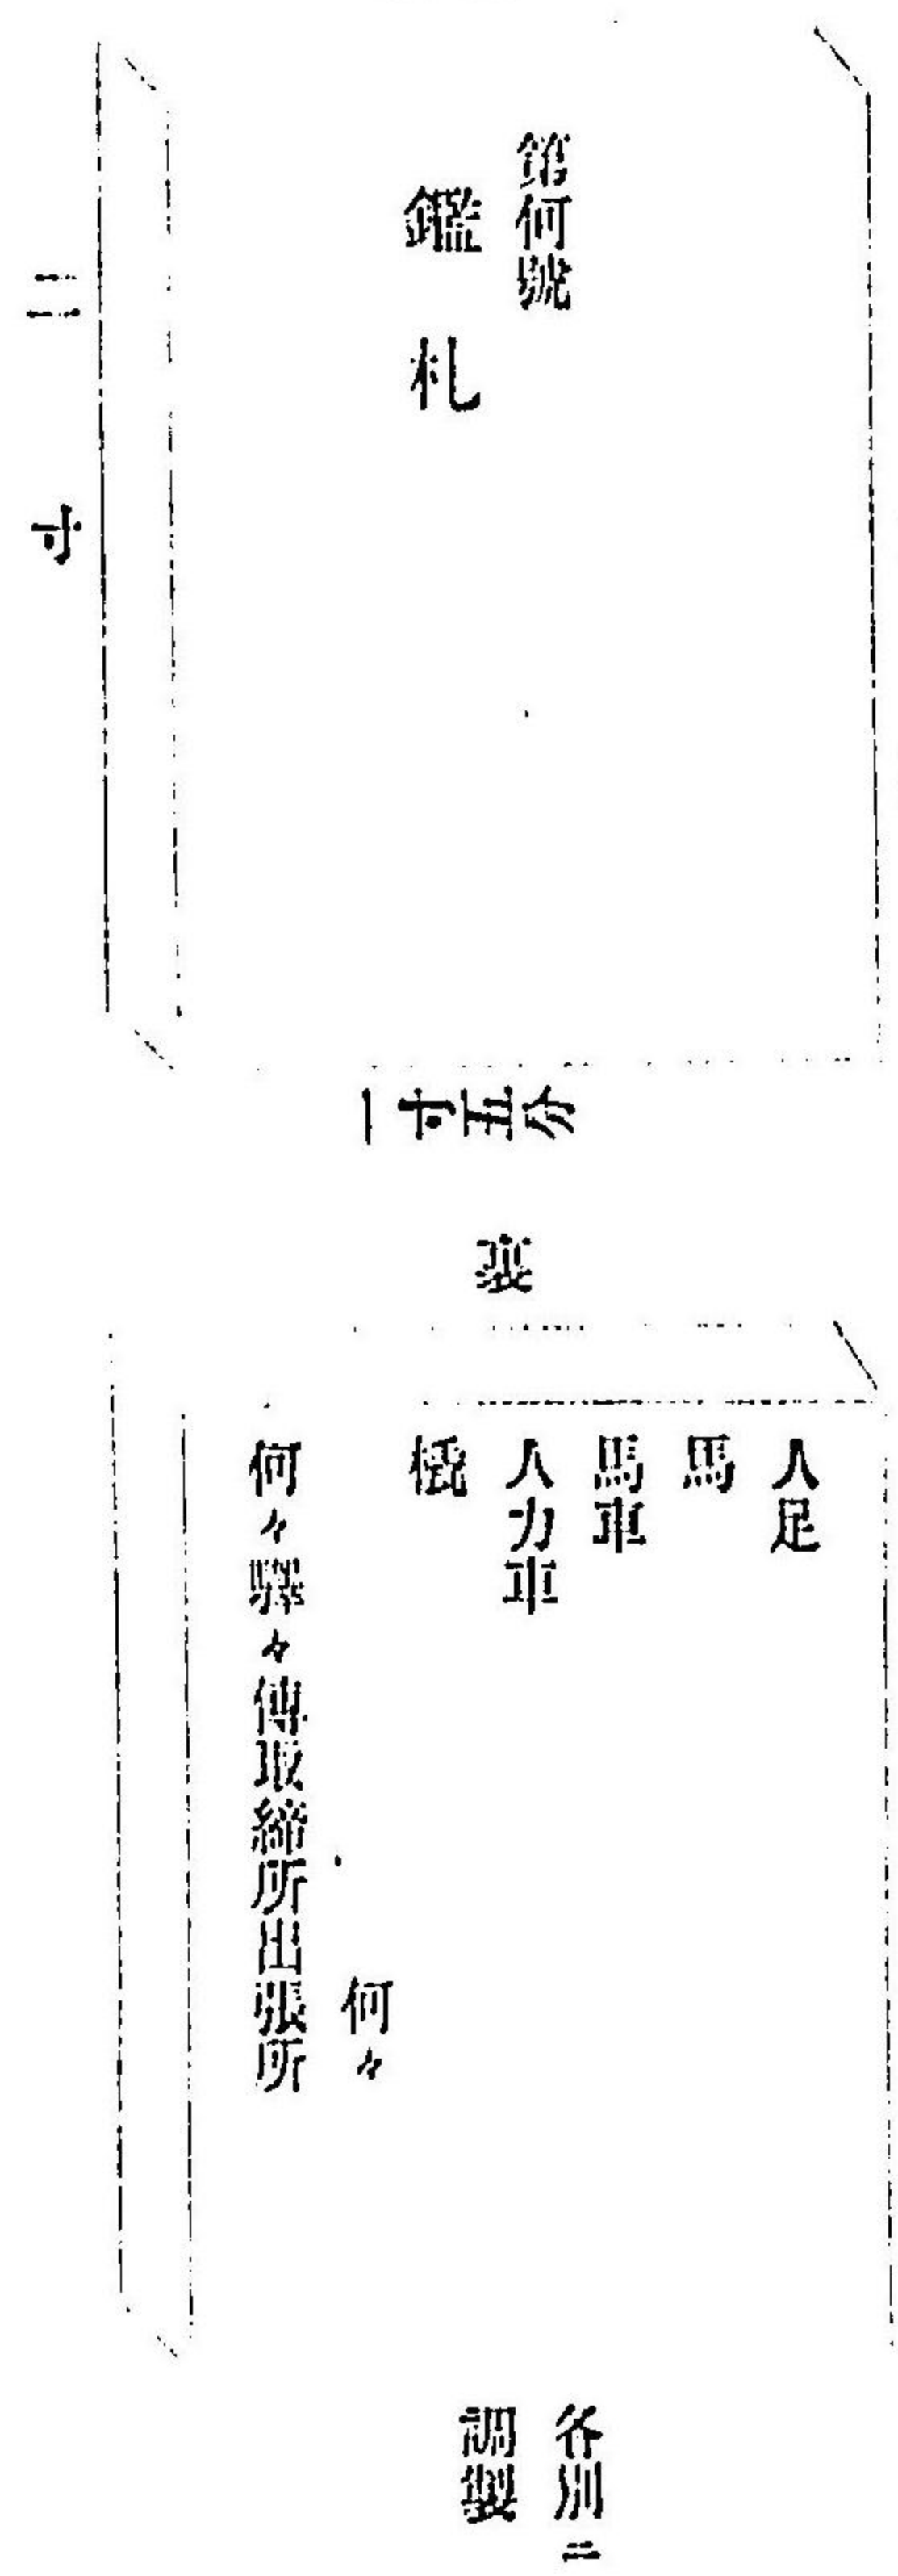 第何號
鑑札
二寸
一寸五分
裏
人足
馬
馬車
人力車
橇
何々
何々驛々傳取締所出張所
各別ニ
調製